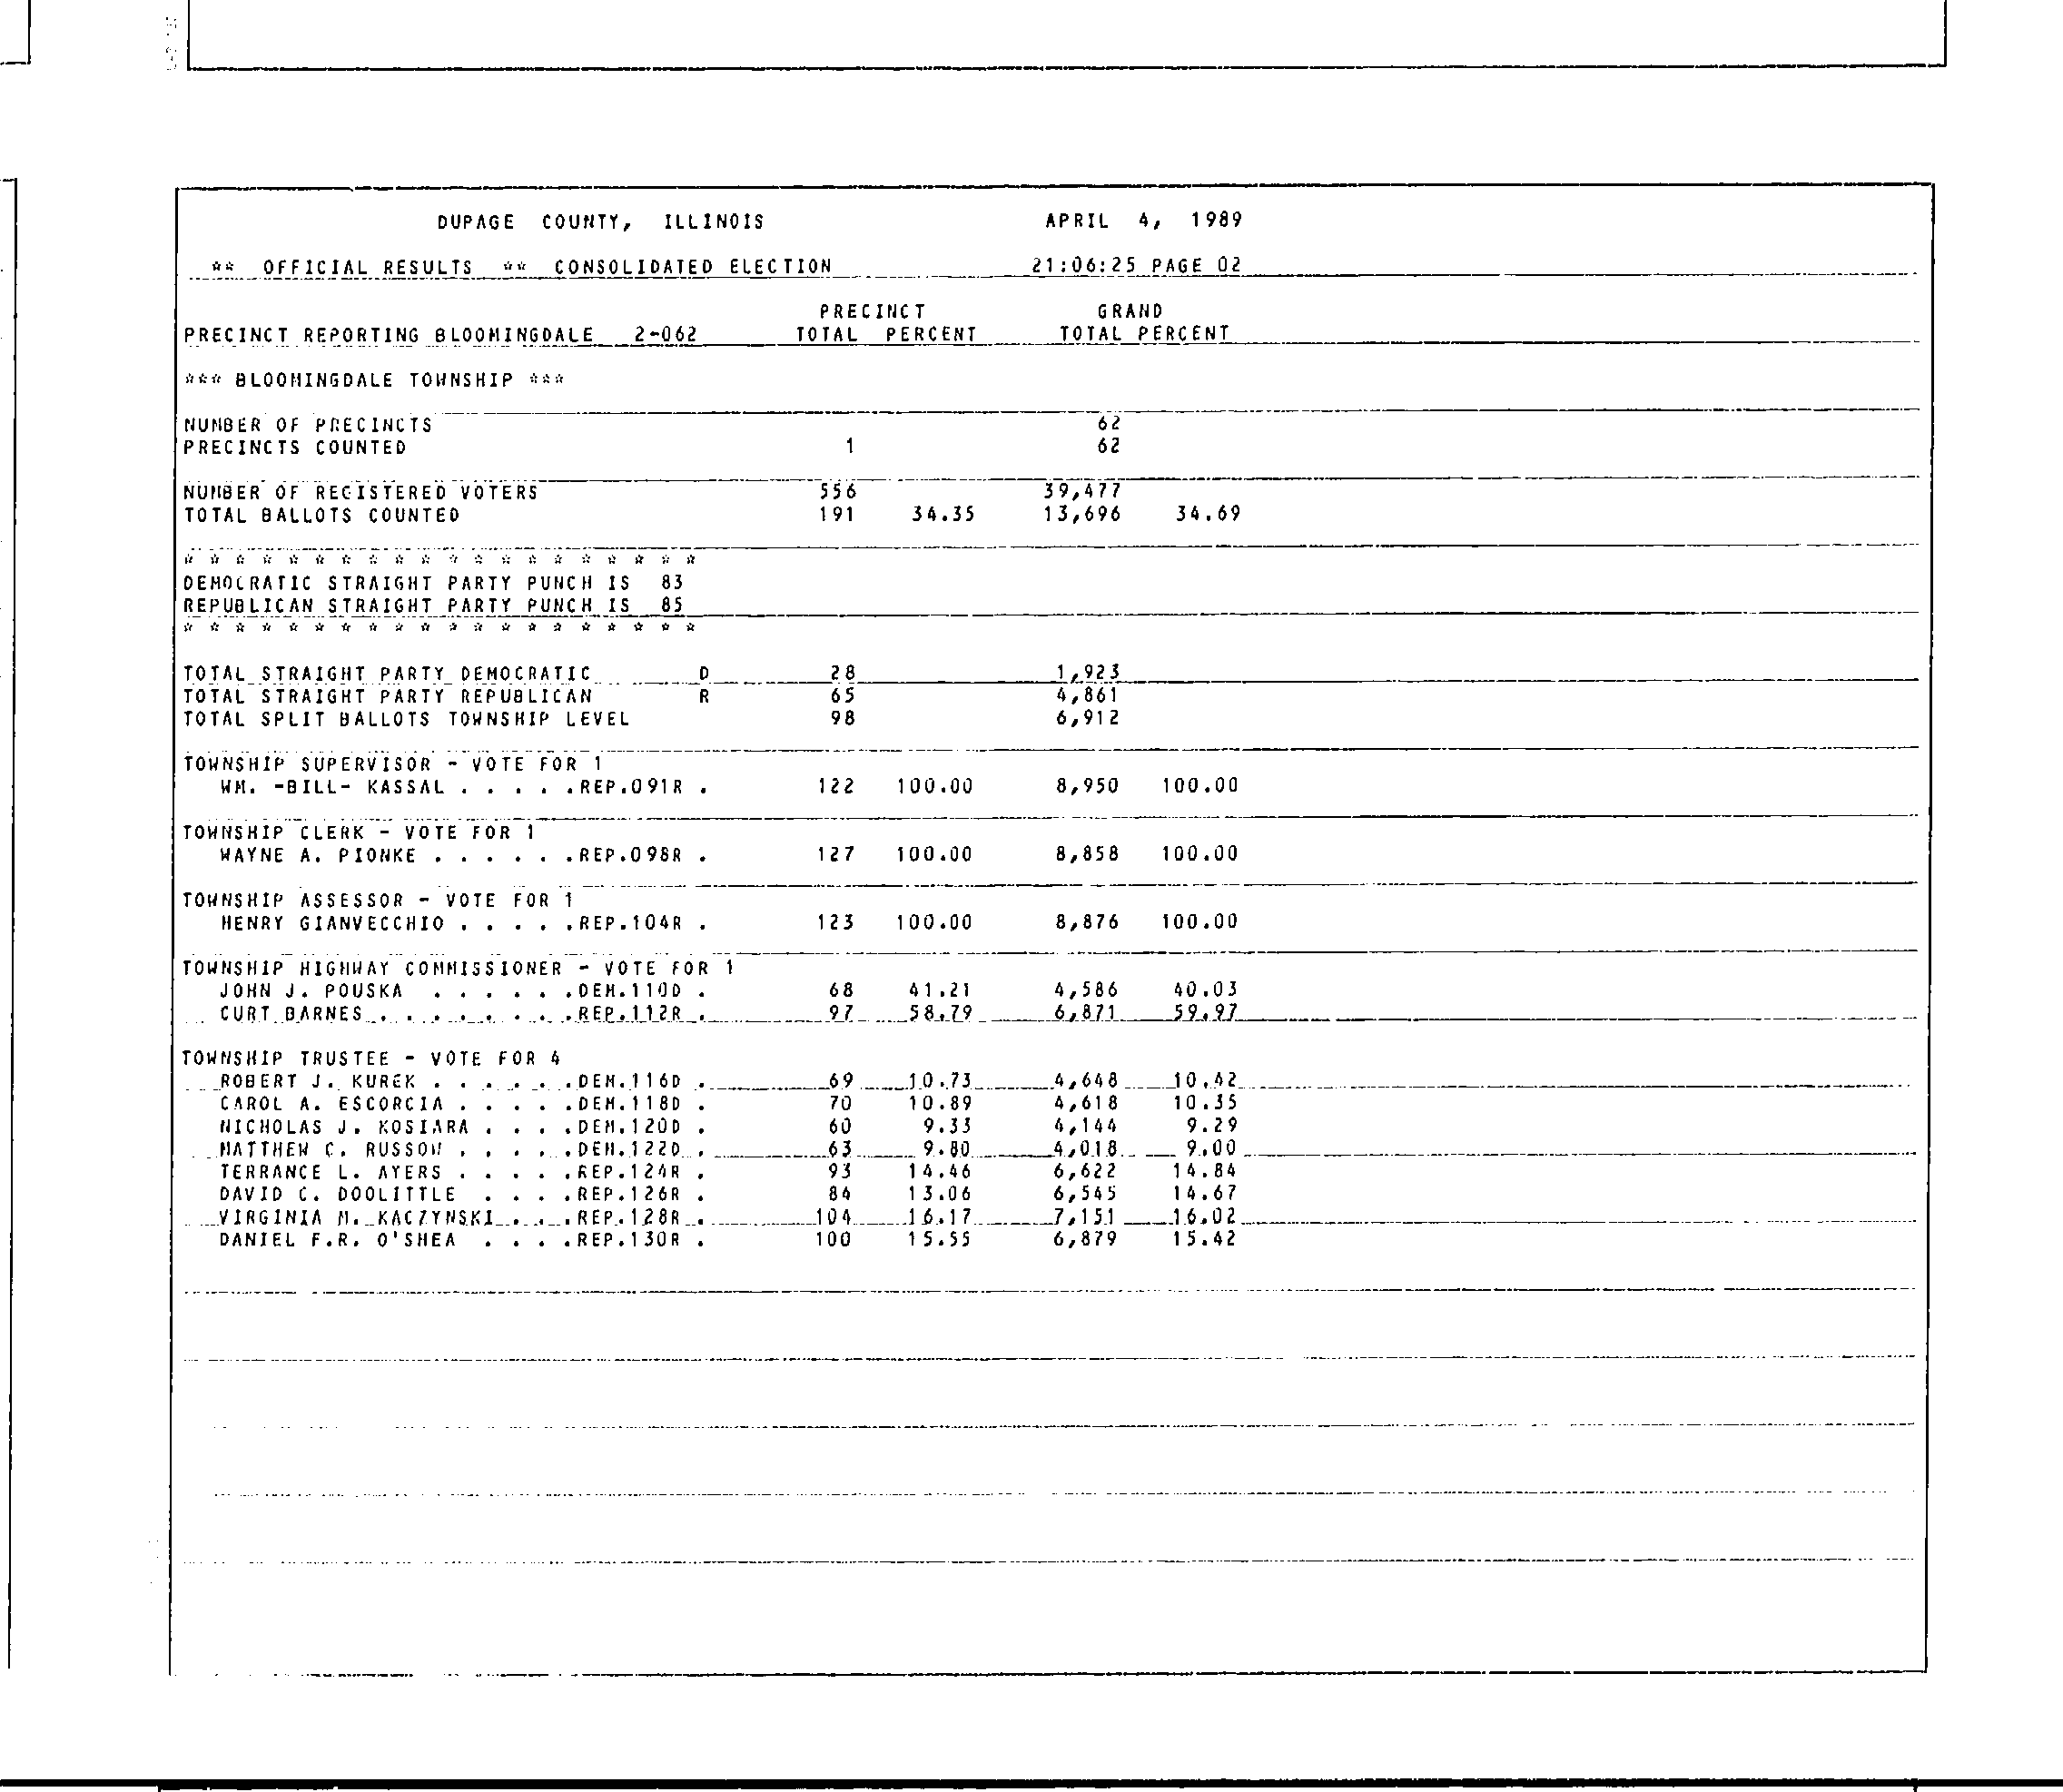 DUPAGE COUNTY, ILLINOIS APRIL 4, 1989
** OFFICIAL RESULTS ** CONSOLIDATED ELECTION 21:06:25 PAGE 02
PRECINCT GRAND
PRECINCT REPORTING BLOOMINGDALE 2-062 TOTAL PERCENT TOTAL PERCENT
*** BLOOMINGDALE TOWNSHIP ***
NUMBER OF PRECINCTS 62
PRECINCTS COUNTED 1 62
NUMBER OF REGISTERED VOTERS 556 39,477
TOTAL BALLOTS COUNTED 191 34.35 13,696 34.69
* * * * * * * * * * * * * * * * * * * *
DEMOCRATIC STRAIGHT PARTY PUNCH IS 83
REPUBLICAN STRAIGHT PARTY PUNCH IS 85
* * * * * * * * * * * * * * * * * * * *
TOTAL STRAIGHT PARTY DEMOCRATIC D 28 1,923
TOTAL STRAIGHT PARTY REPUBLICAN R 65 4,861
TOTAL SPLIT BALLOTS TOWNSHIP LEVEL 98 6,912
TOWNSHIP SUPERVISOR - VOTE FOR 1
WM. -BILL- KASSAL . . . . .REP.091R . 122 100.00 8,950 100.00
TOWNSHIP CLERK - VOTE FOR 1
WAYNE A. PIONKE . . . . . .REP.098R . 127 100.00 8,858 100.00
TOWNSHIP ASSESSOR - VOTE FOR 1
HENRY GIANVECCHIO . . . . .REP.104R . 123 100.00 8,876 100.00
TOWNSHIP HIGHWAY COMMISSIONER - VOTE FOR 1
JOHN J. POUSKA . . . . . .DEM.110D . 68 41.21 4,586 40.03
CURT BARNES . . . . . . . .REP.112R . 97 58.79 6,871 59.97
TOWNSHIP TRUSTEE - VOTE FOR 4
ROBERT J. KUREK . . . . . .DEM.116D . 69 10.73 4,648 10.42
CAROL A. ESCORCIA . . . . .DEM.118D . 70 10.89 4,618 10.35
NICHOLAS J. KOSIARA . . . .DEM.120D . 60 9.33 4,144 9.29
MATTHEW C. RUSSOW . . . . .DEM.122D . 63 9.80 4,018 9.00
TERRANCE L. AYERS . . . . .REP.124R . 93 14.46 6,622 14.84
DAVID C. DOOLITTLE . . . .REP.126R . 84 13.06 6,545 14.67
VIRGINIA M. KACZYNSKI . . .REP.128R . 104 16.17 7,151 16.02
DANIEL F.R. O'SHEA . . . .REP.130R . 100 15.55 6,879 15.42